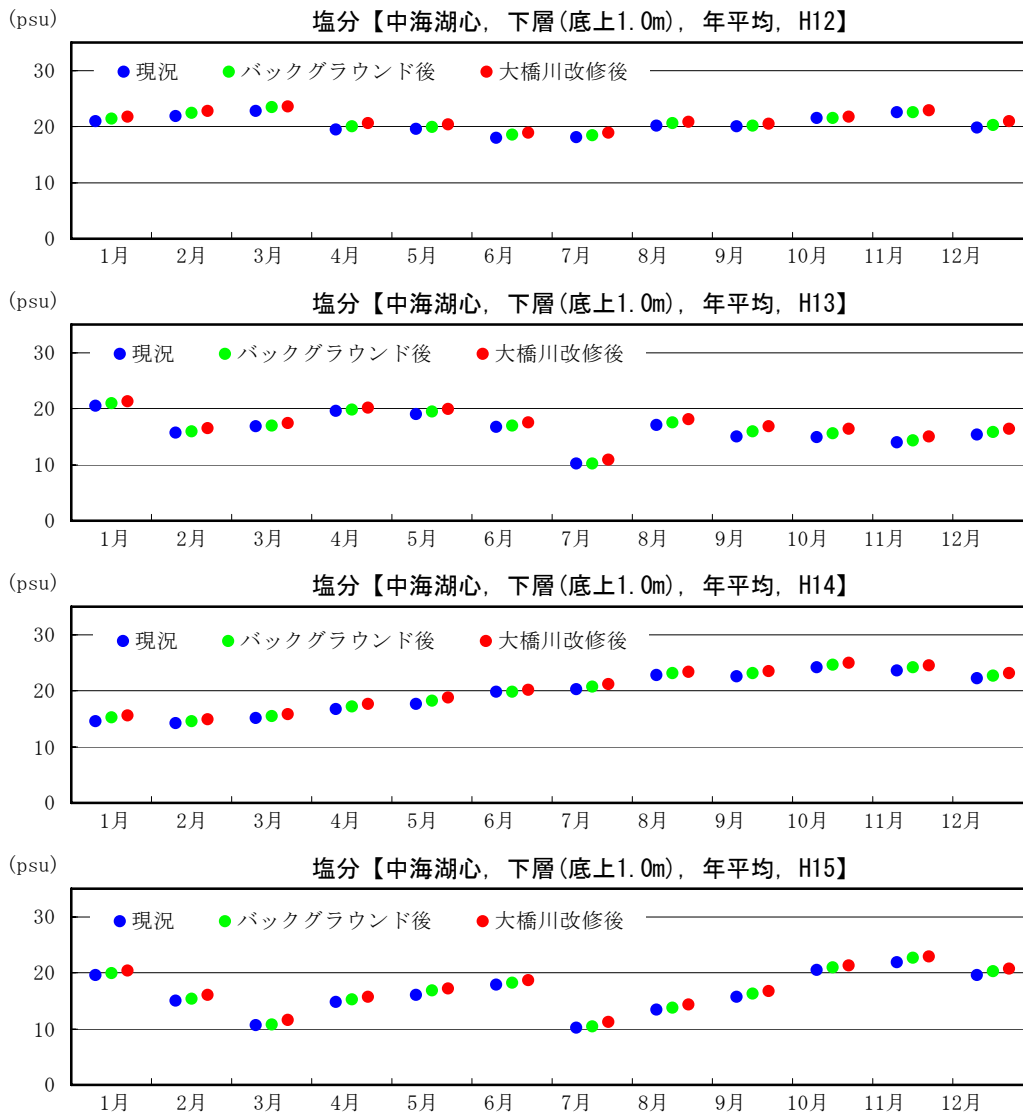 (psu)
塩分【中海湖心, 下層(底上1.0m), 年平均, H12】
30
現況 バックグラウンド後 大橋川改修後
20
10
0
1月 2月 3月 4月 5月 6月 7月 8月 9月 10月 11月 12月
(psu)
塩分【中海湖心, 下層(底上1.0m), 年平均, H13】
30
現況 バックグラウンド後 大橋川改修後
20
10
0
1月 2月 3月 4月 5月 6月 7月 8月 9月 10月 11月 12月
(psu)
塩分【中海湖心, 下層(底上1.0m), 年平均, H14】
30
現況 バックグラウンド後 大橋川改修後
20
10
0
1月 2月 3月 4月 5月 6月 7月 8月 9月 10月 11月 12月
(psu)
塩分【中海湖心, 下層(底上1.0m), 年平均, H15】
30
現況 バックグラウンド後 大橋川改修後
20
10
0
1月 2月 3月 4月 5月 6月 7月 8月 9月 10月 11月 12月